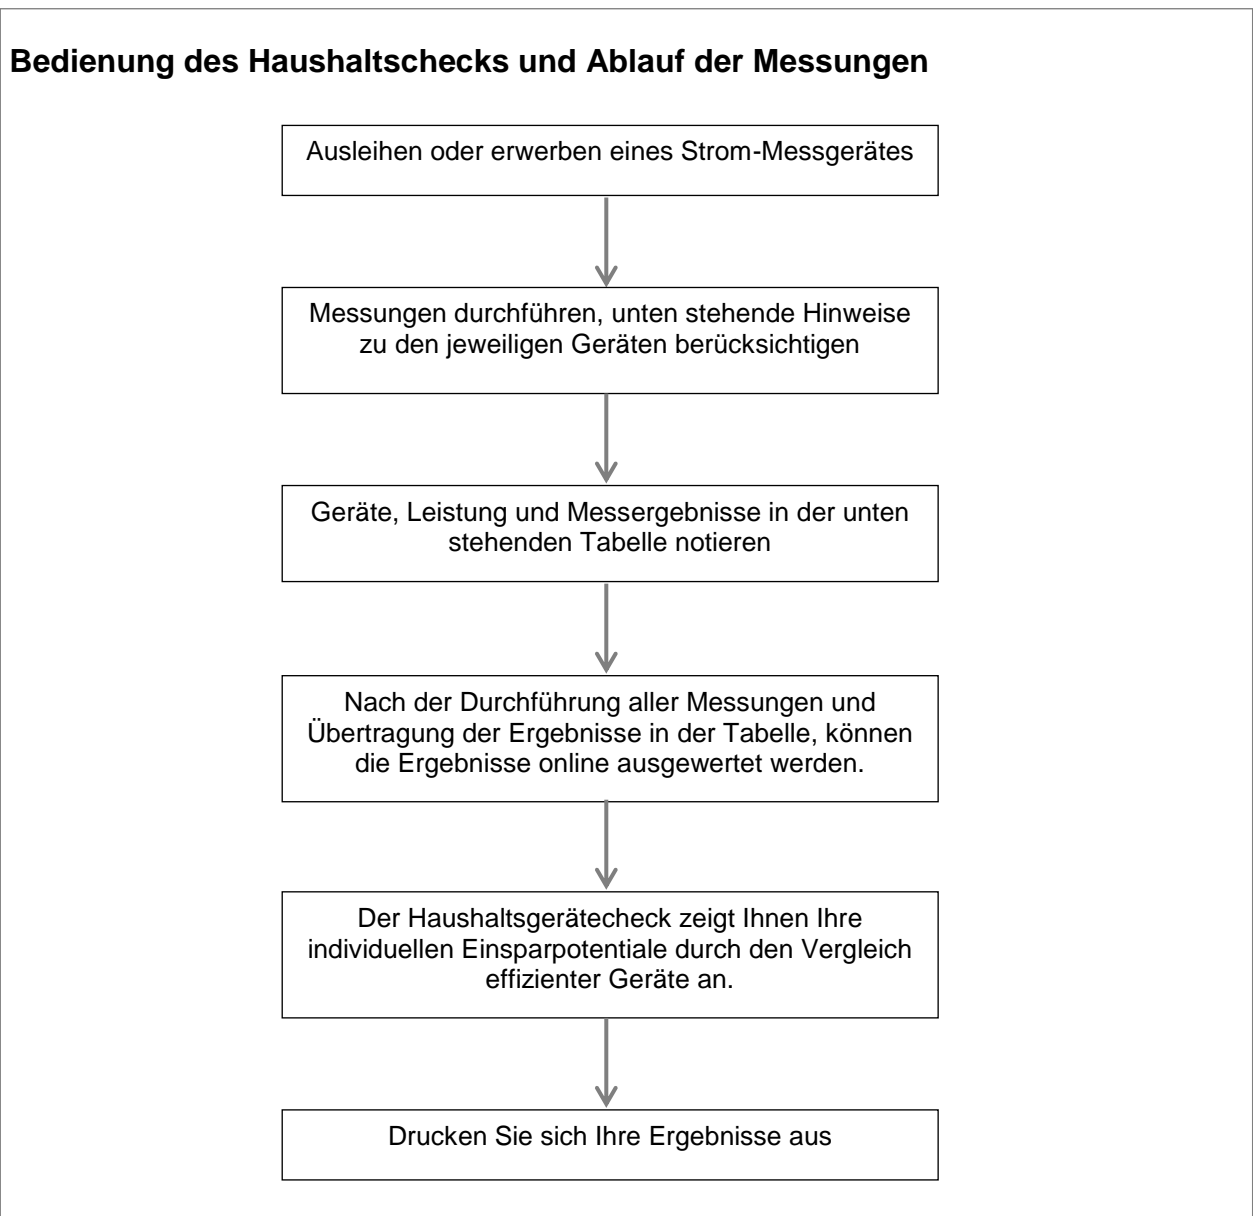 Bedienung des Haushaltschecks und Ablauf der Messungen
Ausleihen oder erwerben eines Strom-Messgerätes
Messungen durchführen, unten stehende Hinweise
zu den jeweiligen Geräten berücksichtigen
Geräte, Leistung und Messergebnisse in der unten
stehenden Tabelle notieren
Nach der Durchführung aller Messungen und
Übertragung der Ergebnisse in der Tabelle, können
die Ergebnisse online ausgewertet werden.
Der Haushaltsgerätecheck zeigt Ihnen Ihre
individuellen Einsparpotentiale durch den Vergleich
effizienter Geräte an.
Drucken Sie sich Ihre Ergebnisse aus